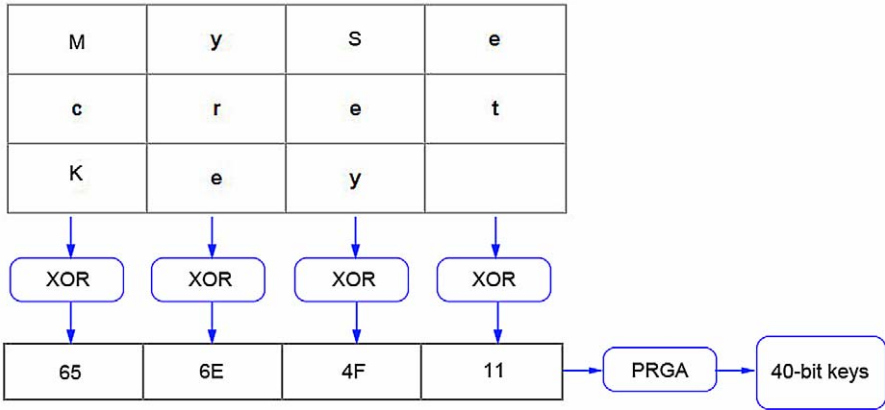 M y S e
c r e t
K e y
XOR XOR XOR XOR
65 6E 4F 11 PRGA 40-bit keys